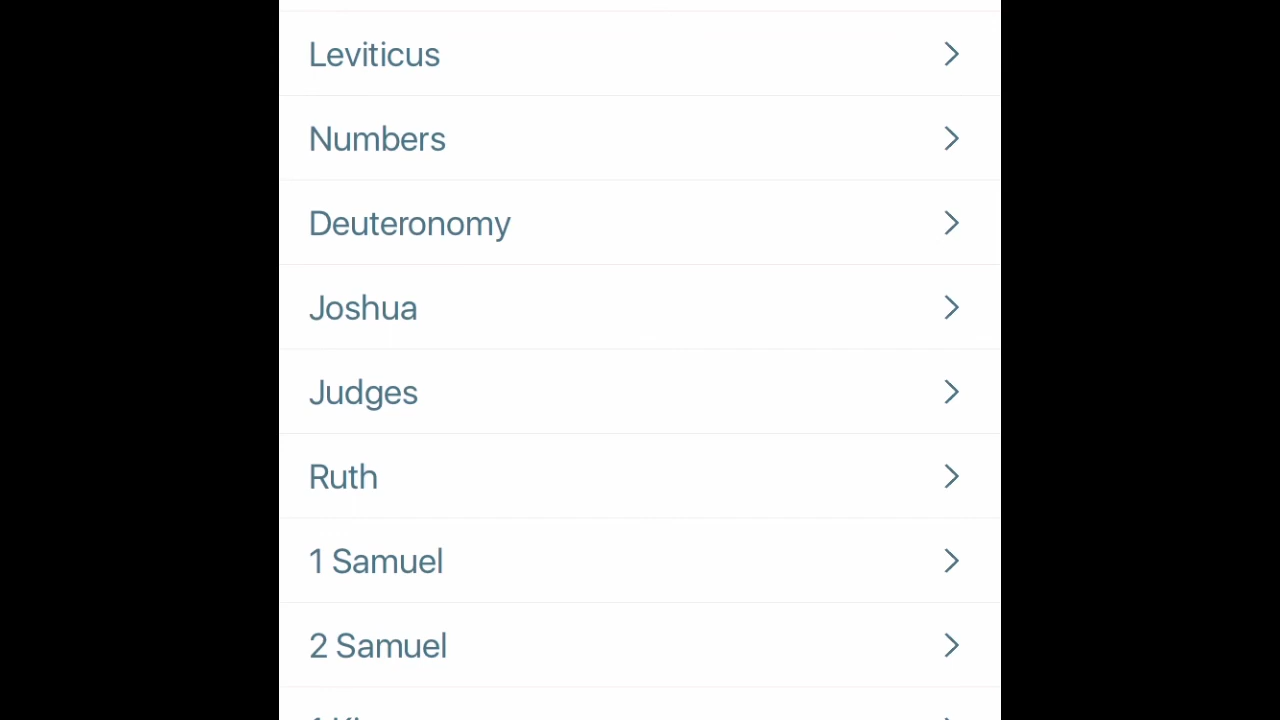 Leviticus
Numbers
Deuteronomy
Joshua
Judges
Ruth
1 Samuel
2 Samuel